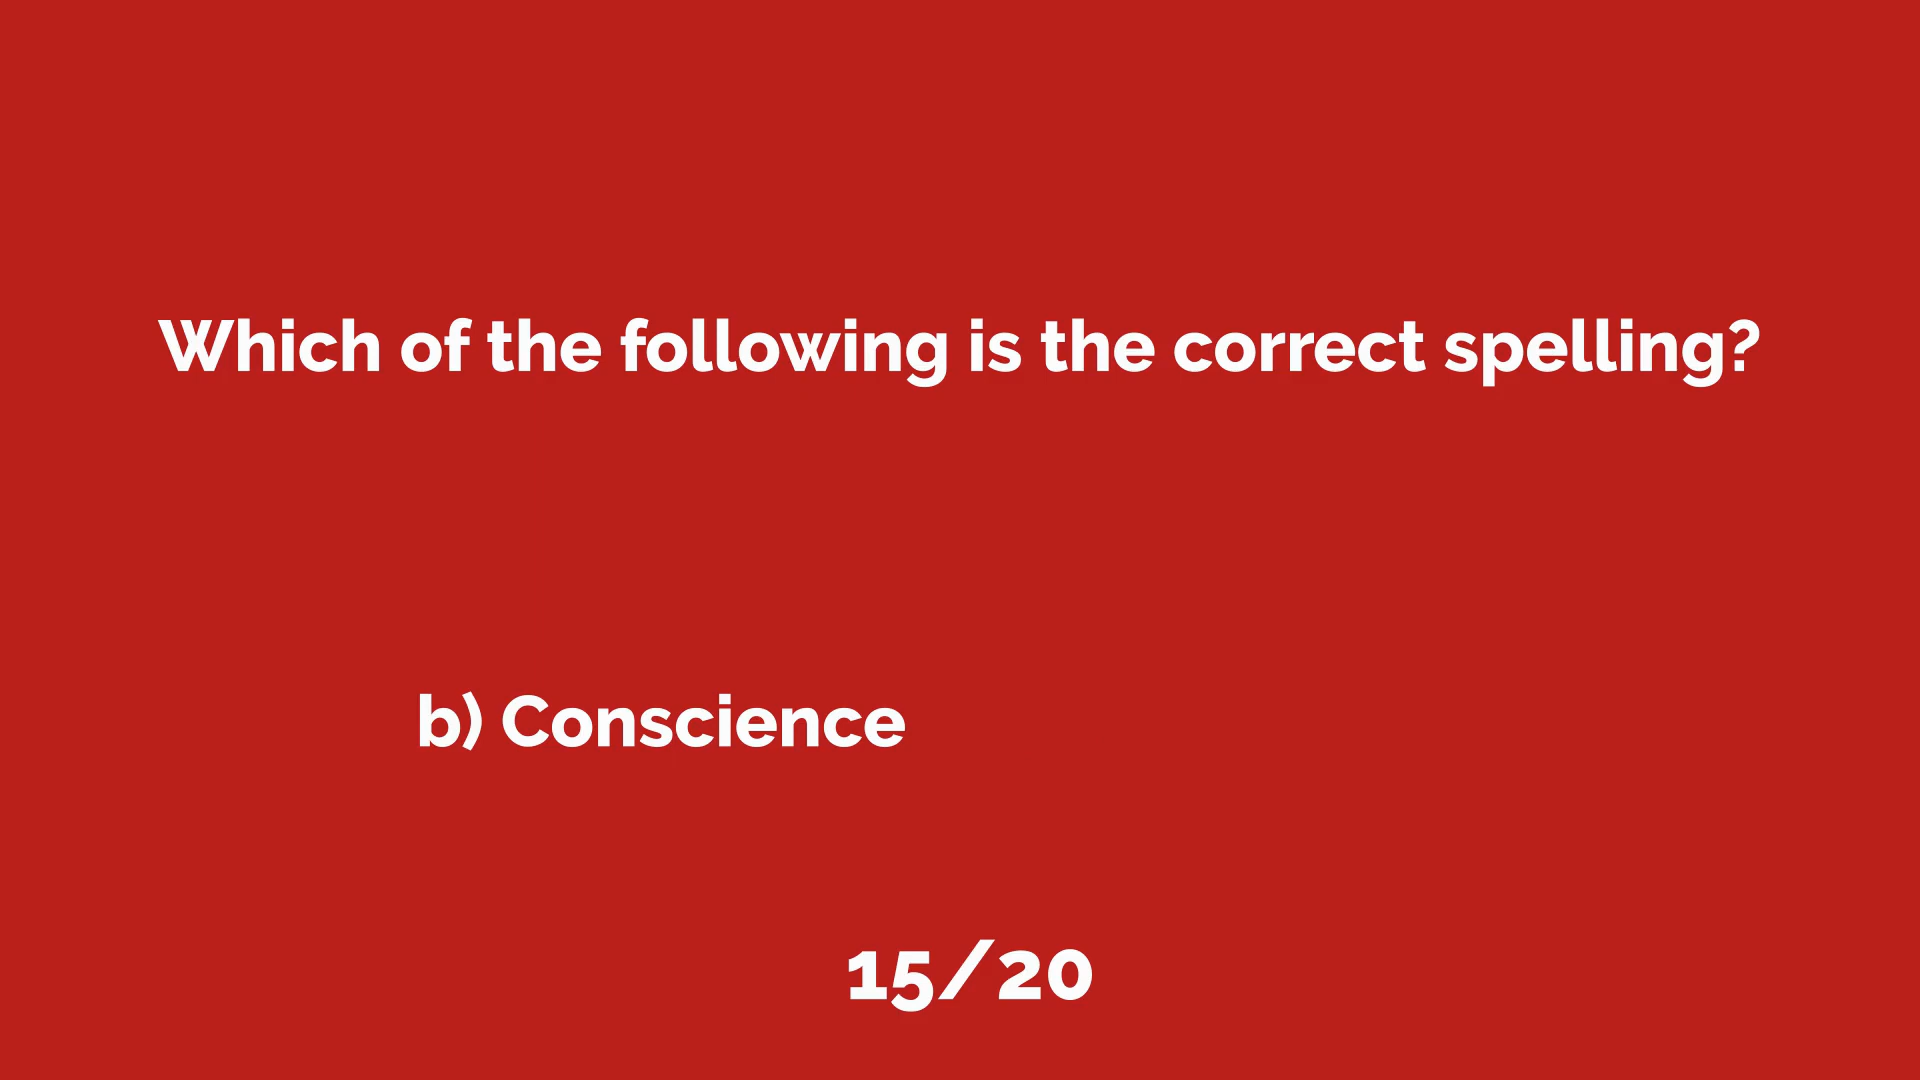 Which of the following is the correct spelling?
b) Conscience
15/20